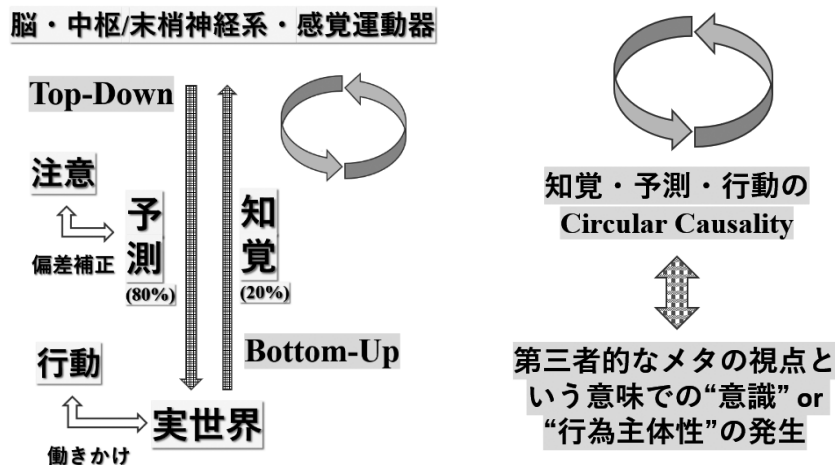 脳・中枢/末梢神経系・感覚運動器
Top-Down
注意
偏差補正
予測
(80%)
知覚
(20%)
Bottom-Up
行動
働きかけ
実世界
知覚・予測・行動の
Circular Causality
第三者的なメタの視点と
いう意味での“意識” or
“行為主体性”の発生